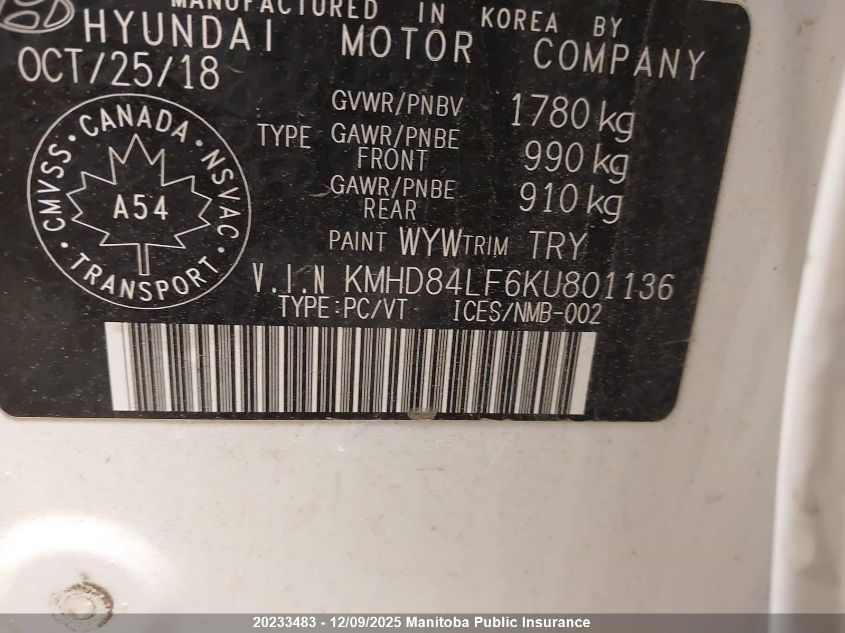 MANUFACTURED IN KOREA BY
HYUNDAI MOTOR COMPANY
OCT/25/18
GVWR/PNBV 1780 kg
TYPE GAWR/PNBE FRONT 990 kg
GAWR/PNBE REAR 910 kg
CMVSS · CANADA · NSVAC
A54
· TRANSPORT ·
PAINT WYW TRIM TRY
V.I.N KMHD84LF6KU801136
TYPE:PC/VT ICES/NMB-002
20233483 - 12/09/2025 Manitoba Public Insurance